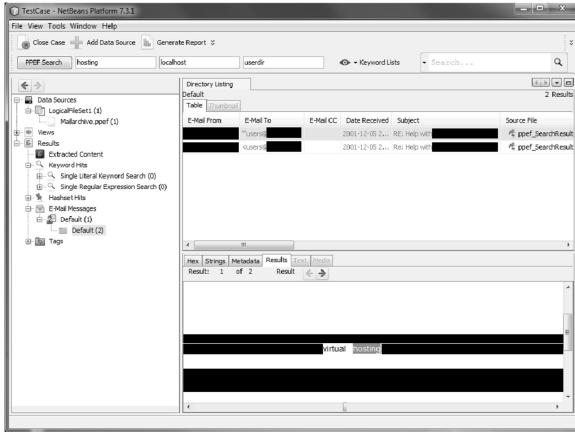 TestCase - NetBeans Platform 7.3.1
File View Tools Window Help
Close Case Add Data Source Generate Report
PPEF Search hosting localhost userdir Keyword Lists Search...
Data Sources
LogicalFileSet1 (1)
Mailarchive.ppef (1)
Views
Results
Extracted Content
Keyword Hits
Single Literal Keyword Search (0)
Single Regular Expression Search (0)
Hashset Hits
E-Mail Messages
Default (1)
Default (2)
Tags
Directory Listing
Default 2 Results
Table Thumbnail
E-Mail From E-Mail To E-Mail CC Date Received Subject Source File
"'users@ 2001-12-05 2... RE: Help with ppef_SearchResult
<users@ 2001-12-05 2... Re: Help with ppef_SearchResult
Hex Strings Metadata Results Text Media
Result: 1 of 2 Result
virtual hosting